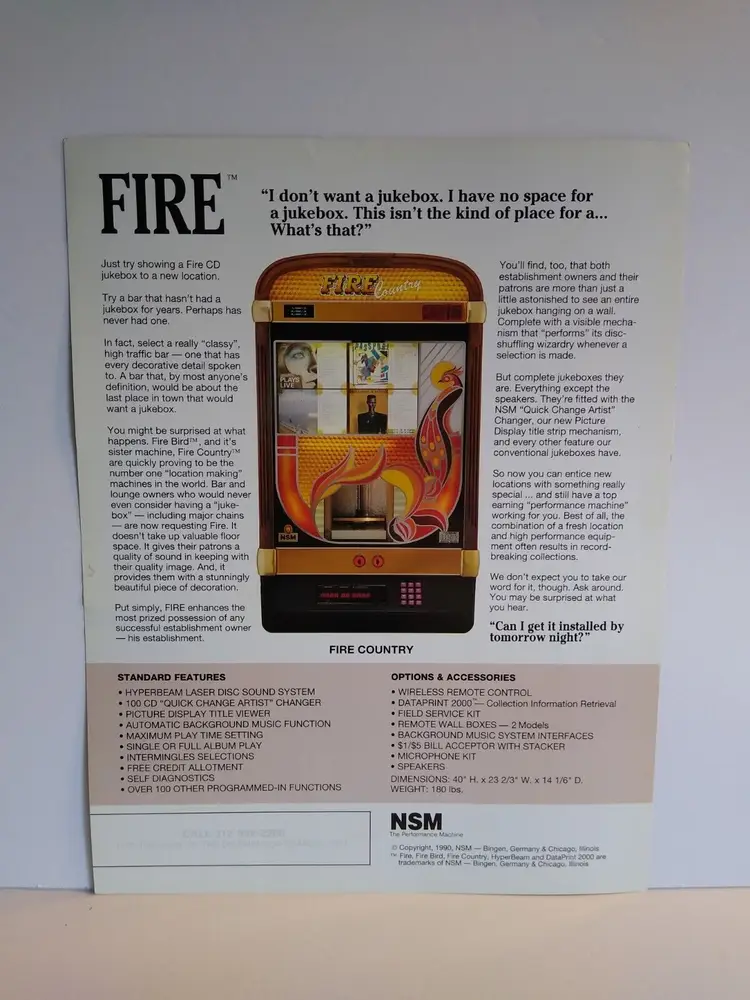 FIRE™
"I don't want a jukebox. I have no space for
a jukebox. This isn't the kind of place for a...
What's that?"
Just try showing a Fire CD
jukebox to a new location.
Try a bar that hasn't had a
jukebox for years. Perhaps has
never had one.
In fact, select a really "classy",
high traffic bar — one that has
every decorative detail spoken
to. A bar that, by most anyone's
definition, would be about the
last place in town that would
want a jukebox.
You might be surprised at what
happens. Fire Bird™, and it's
sister machine, Fire Country™
are quickly proving to be the
number one "location making"
machines in the world. Bar and
lounge owners who would never
even consider having a "juke-
box" — including major chains
— are now requesting Fire. It
doesn't take up valuable floor
space. It gives their patrons a
quality of sound in keeping with
their quality image. And, it
provides them with a stunningly
beautiful piece of decoration.
Put simply, FIRE enhances the
most prized possession of any
successful establishment owner
— his establishment.
FIRE Country
PLAYS
LIVE
NSM
FIRE COUNTRY
You'll find, too, that both
establishment owners and their
patrons are more than just a
little astonished to see an entire
jukebox hanging on a wall.
Complete with a visible mecha-
nism that "performs" its disc-
shuffling wizardry whenever a
selection is made.
But complete jukeboxes they
are. Everything except the
speakers. They're fitted with the
NSM "Quick Change Artist"
Changer, our new Picture
Display title strip mechanism,
and every other feature our
conventional jukeboxes have.
So now you can entice new
locations with something really
special ... and still have a top
earning "performance machine"
working for you. Best of all, the
combination of a fresh location
and high performance equip-
ment often results in record-
breaking collections.
We don't expect you to take our
word for it, though. Ask around.
You may be surprised at what
you hear.
"Can I get it installed by
tomorrow night?"
STANDARD FEATURES
• HYPERBEAM LASER DISC SOUND SYSTEM
• 100 CD "QUICK CHANGE ARTIST" CHANGER
• PICTURE DISPLAY TITLE VIEWER
• AUTOMATIC BACKGROUND MUSIC FUNCTION
• MAXIMUM PLAY TIME SETTING
• SINGLE OR FULL ALBUM PLAY
• INTERMINGLES SELECTIONS
• FREE CREDIT ALLOTMENT
• SELF DIAGNOSTICS
• OVER 100 OTHER PROGRAMMED-IN FUNCTIONS
OPTIONS & ACCESSORIES
• WIRELESS REMOTE CONTROL
• DATAPRINT 2000™— Collection Information Retrieval
• FIELD SERVICE KIT
• REMOTE WALL BOXES — 2 Models
• BACKGROUND MUSIC SYSTEM INTERFACES
• $1/$5 BILL ACCEPTOR WITH STACKER
• MICROPHONE KIT
• SPEAKERS
DIMENSIONS: 40" H. x 23 2/3" W. x 14 1/6" D.
WEIGHT: 180 lbs.
NSM
The Performance Machine
© Copyright, 1990, NSM — Bingen, Germany & Chicago, Illinois
™ Fire, Fire Bird, Fire Country, HyperBeam and DataPrint 2000 are
trademarks of NSM — Bingen, Germany & Chicago, Illinois